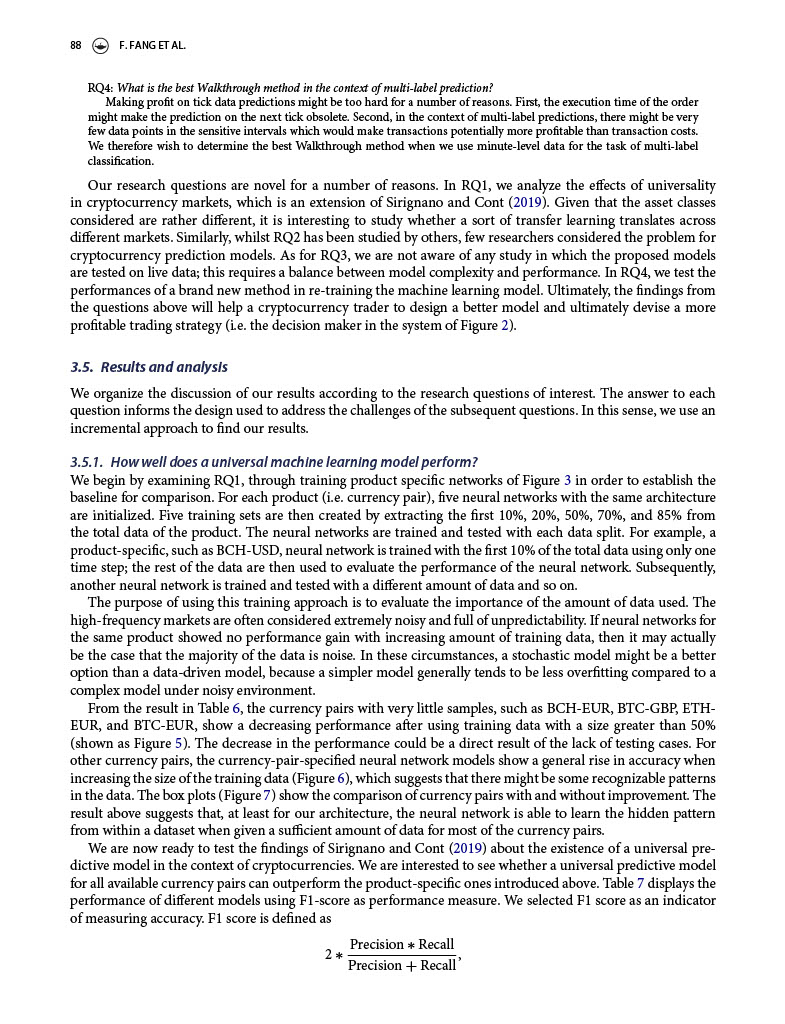 88 F. FANG ET AL.
RQ4: What is the best Walkthrough method in the context of multi-label prediction?
Making profit on tick data predictions might be too hard for a number of reasons. First, the execution time of the order
might make the prediction on the next tick obsolete. Second, in the context of multi-label predictions, there might be very
few data points in the sensitive intervals which would make transactions potentially more profitable than transaction costs.
We therefore wish to determine the best Walkthrough method when we use minute-level data for the task of multi-label
classification.
Our research questions are novel for a number of reasons. In RQ1, we analyze the effects of universality
in cryptocurrency markets, which is an extension of Sirignano and Cont (2019). Given that the asset classes
considered are rather different, it is interesting to study whether a sort of transfer learning translates across
different markets. Similarly, whilst RQ2 has been studied by others, few researchers considered the problem for
cryptocurrency prediction models. As for RQ3, we are not aware of any study in which the proposed models
are tested on live data; this requires a balance between model complexity and performance. In RQ4, we test the
performances of a brand new method in re-training the machine learning model. Ultimately, the findings from
the questions above will help a cryptocurrency trader to design a better model and ultimately devise a more
profitable trading strategy (i.e. the decision maker in the system of Figure 2).
3.5. Results and analysis
We organize the discussion of our results according to the research questions of interest. The answer to each
question informs the design used to address the challenges of the subsequent questions. In this sense, we use an
incremental approach to find our results.
3.5.1. How well does a universal machine learning model perform?
We begin by examining RQ1, through training product specific networks of Figure 3 in order to establish the
baseline for comparison. For each product (i.e. currency pair), five neural networks with the same architecture
are initialized. Five training sets are then created by extracting the first 10%, 20%, 50%, 70%, and 85% from
the total data of the product. The neural networks are trained and tested with each data split. For example, a
product-specific, such as BCH-USD, neural network is trained with the first 10% of the total data using only one
time step; the rest of the data are then used to evaluate the performance of the neural network. Subsequently,
another neural network is trained and tested with a different amount of data and so on.
The purpose of using this training approach is to evaluate the importance of the amount of data used. The
high-frequency markets are often considered extremely noisy and full of unpredictability. If neural networks for
the same product showed no performance gain with increasing amount of training data, then it may actually
be the case that the majority of the data is noise. In these circumstances, a stochastic model might be a better
option than a data-driven model, because a simpler model generally tends to be less overfitting compared to a
complex model under noisy environment.
From the result in Table 6, the currency pairs with very little samples, such as BCH-EUR, BTC-GBP, ETH-
EUR, and BTC-EUR, show a decreasing performance after using training data with a size greater than 50%
(shown as Figure 5). The decrease in the performance could be a direct result of the lack of testing cases. For
other currency pairs, the currency-pair-specified neural network models show a general rise in accuracy when
increasing the size of the training data (Figure 6), which suggests that there might be some recognizable patterns
in the data. The box plots (Figure 7) show the comparison of currency pairs with and without improvement. The
result above suggests that, at least for our architecture, the neural network is able to learn the hidden pattern
from within a dataset when given a sufficient amount of data for most of the currency pairs.
We are now ready to test the findings of Sirignano and Cont (2019) about the existence of a universal pre-
dictive model in the context of cryptocurrencies. We are interested to see whether a universal predictive model
for all available currency pairs can outperform the product-specific ones introduced above. Table 7 displays the
performance of different models using F1-score as performance measure. We selected F1 score as an indicator
of measuring accuracy. F1 score is defined as
Precision * Recall
2 *
Precision + Recall ,